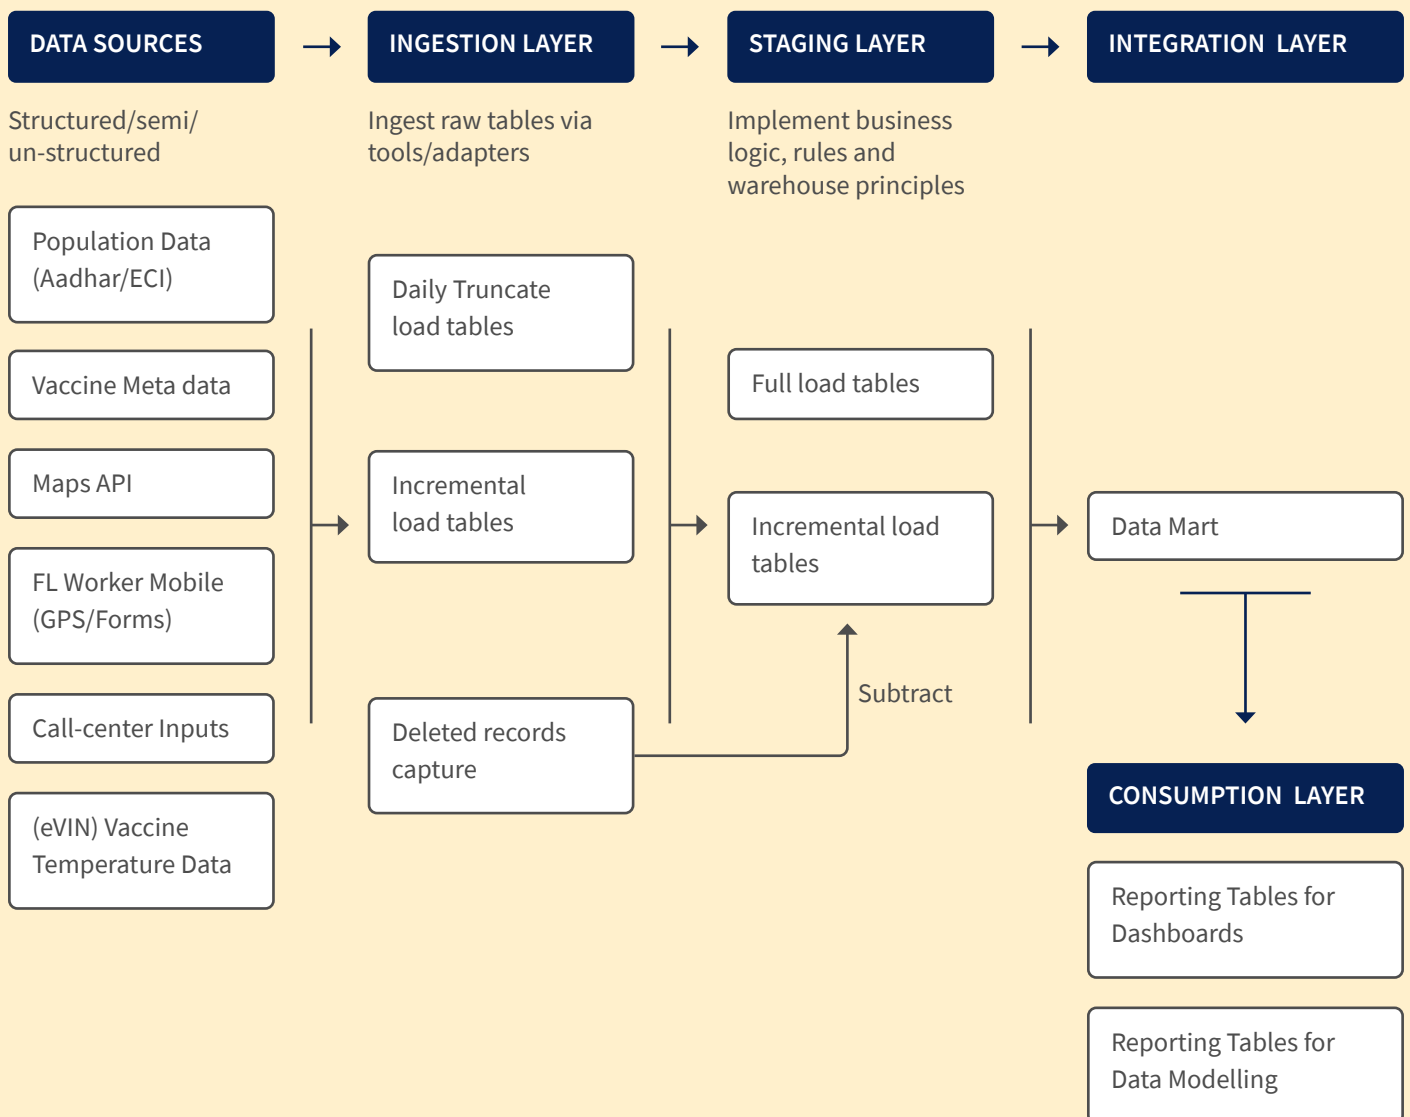 DATA SOURCES
Structured/semi/
un-structured
Population Data
(Aadhar/ECI)
Vaccine Meta data
Maps API
FL Worker Mobile
(GPS/Forms)
Call-center Inputs
(eVIN) Vaccine
Temperature Data
INGESTION LAYER
Ingest raw tables via
tools/adapters
Daily Truncate
load tables
Incremental
load tables
Deleted records
capture
STAGING LAYER
Implement business
logic, rules and
warehouse principles
Full load tables
Incremental load
tables
Subtract
INTEGRATION LAYER
Data Mart
CONSUMPTION LAYER
Reporting Tables for
Dashboards
Reporting Tables for
Data Modelling